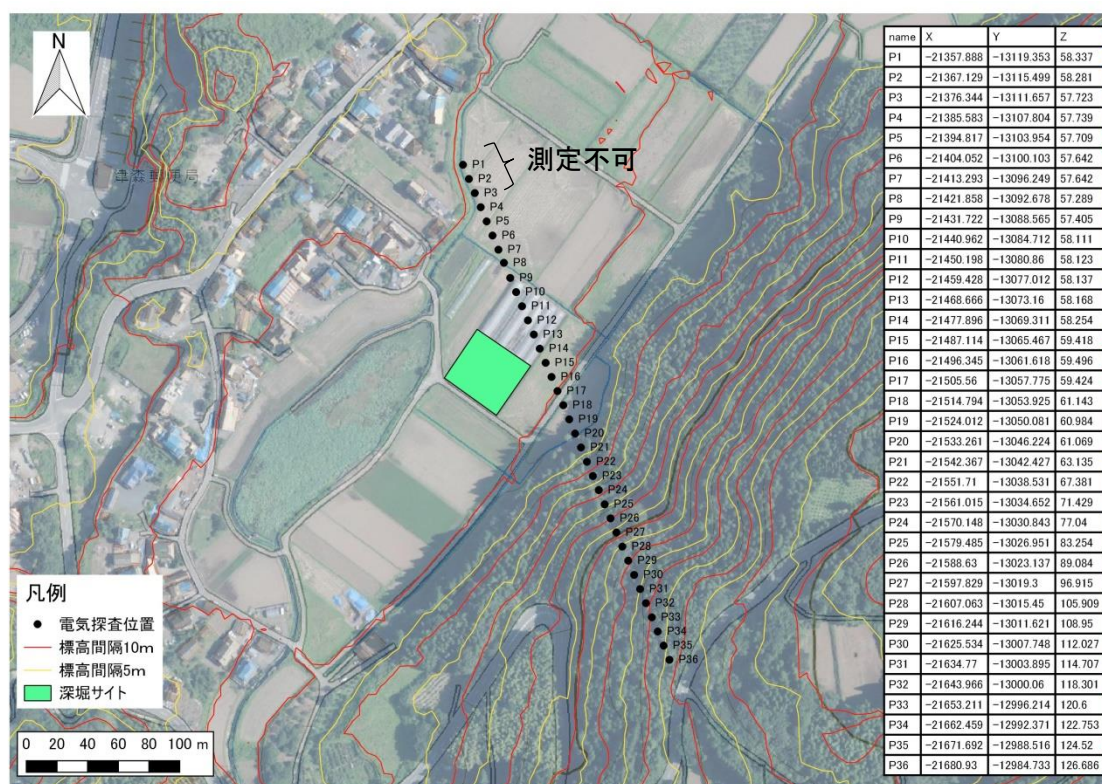 N
測定不可
P1
P2
P3
P4
P5
P6
P7
P8
P9
P10
P11
P12
P13
P14
P15
P16
P17
P18
P19
P20
P21
P22
P23
P24
P25
P26
P27
P28
P29
P30
P31
P32
P33
P34
P35
P36
凡例
電気探査位置
標高間隔10m
標高間隔5m
深堀サイト
0 20 40 60 80 100 m
name X Y Z
P1 -21357.888 -13119.353 58.337
P2 -21367.129 -13115.499 58.281
P3 -21376.344 -13111.657 57.723
P4 -21385.583 -13107.804 57.739
P5 -21394.817 -13103.954 57.709
P6 -21404.052 -13100.103 57.642
P7 -21413.293 -13096.249 57.642
P8 -21421.858 -13092.678 57.289
P9 -21431.722 -13088.565 57.405
P10 -21440.962 -13084.712 58.111
P11 -21450.198 -13080.86 58.123
P12 -21459.428 -13077.012 58.137
P13 -21468.666 -13073.16 58.168
P14 -21477.896 -13069.311 58.254
P15 -21487.114 -13065.467 59.418
P16 -21496.345 -13061.618 59.496
P17 -21505.56 -13057.775 59.424
P18 -21514.794 -13053.925 61.143
P19 -21524.012 -13050.081 60.984
P20 -21533.261 -13046.224 61.069
P21 -21542.367 -13042.427 63.135
P22 -21551.71 -13038.531 67.381
P23 -21561.015 -13034.652 71.429
P24 -21570.148 -13030.843 77.04
P25 -21579.485 -13026.951 83.254
P26 -21588.63 -13023.137 89.084
P27 -21597.829 -13019.3 96.915
P28 -21607.063 -13015.45 105.909
P29 -21616.244 -13011.621 108.95
P30 -21625.534 -13007.748 112.027
P31 -21634.77 -13003.895 114.707
P32 -21643.966 -13000.06 118.301
P33 -21653.211 -12996.214 120.6
P34 -21662.459 -12992.371 122.753
P35 -21671.692 -12988.516 124.52
P36 -21680.93 -12984.733 126.686